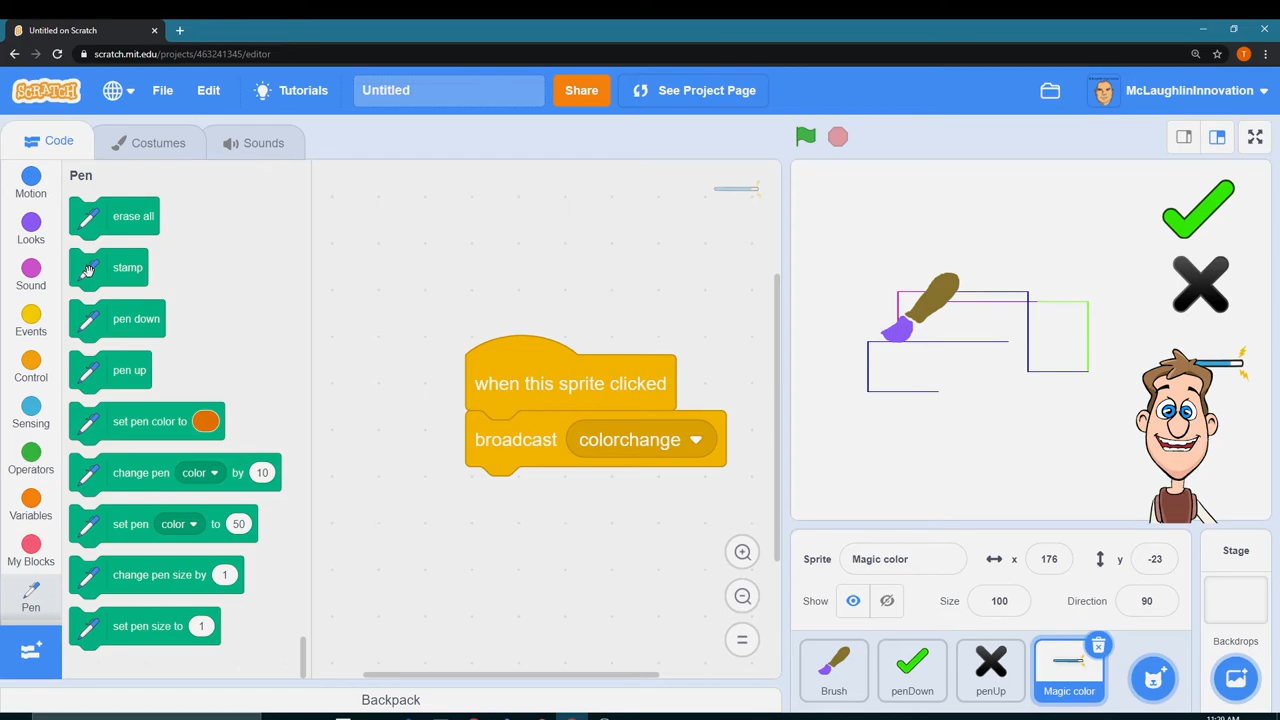 Untitled on Scratch
scratch.mit.edu/projects/463241345/editor
T
SCRATCH
File
Edit
Tutorials
Untitled
Share
See Project Page
McLaughlinInnovation
Code
Costumes
Sounds
Motion
Looks
Sound
Events
Control
Sensing
Operators
Variables
My Blocks
Pen
Pen
erase all
stamp
pen down
pen up
set pen color to
change pen color by 10
set pen color to 50
change pen size by 1
set pen size to 1
when this sprite clicked
broadcast colorchange
Backpack
Sprite Magic color x 176 y -23
Show Size 100 Direction 90
Brush
penDown
penUp
Magic color
Stage
Backdrops